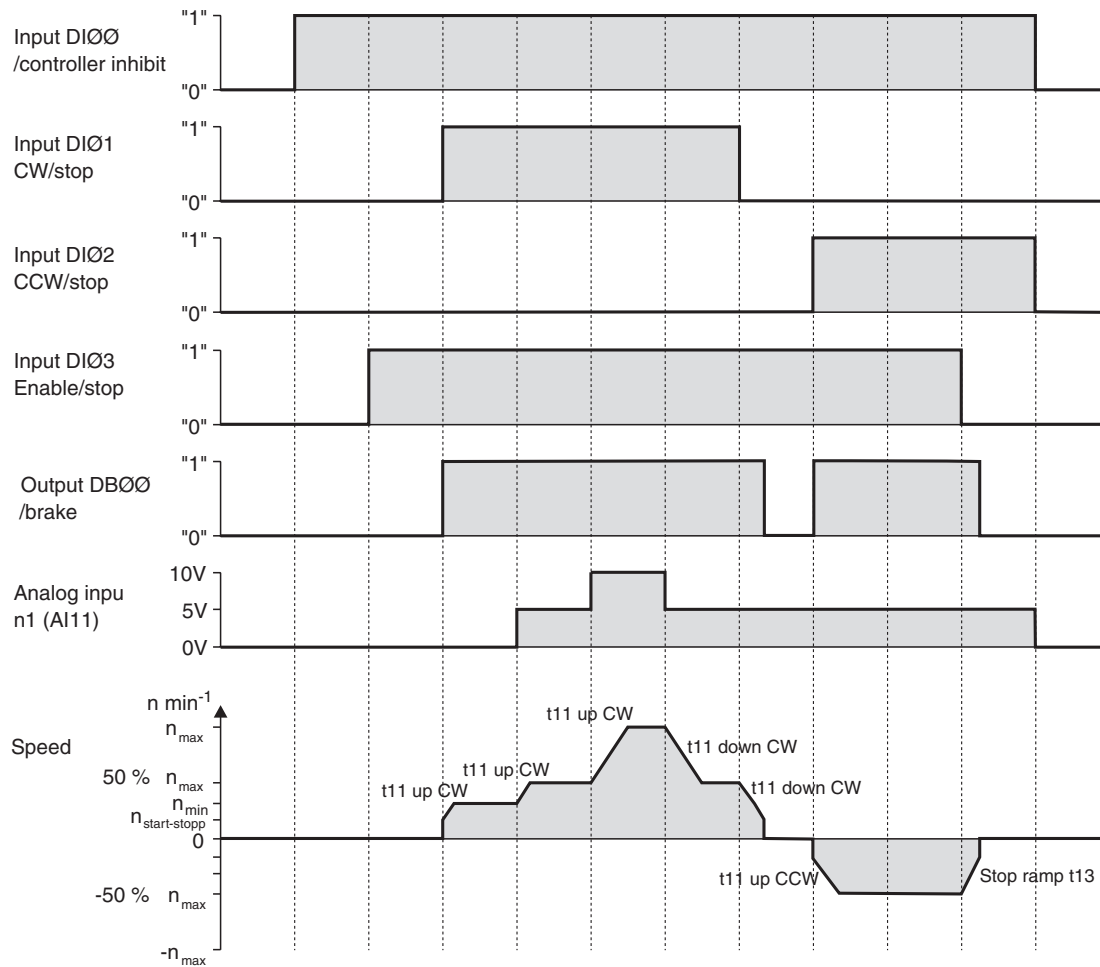 Input DIØØ
/controller inhibit
"1"
"0"
Input DIØ1
CW/stop
"1"
"0"
Input DIØ2
CCW/stop
"1"
"0"
Input DIØ3
Enable/stop
"1"
"0"
Output DBØØ
/brake
"1"
"0"
Analog inpu
n1 (AI11)
10V
5V
0V
n min-1
Speed
nmax
50 % nmax
nmin
nstart-stopp
0
-50 % nmax
-nmax
t11 up CW
t11 up CW
t11 up CW
t11 down CW
t11 down CW
t11 up CCW
Stop ramp t13